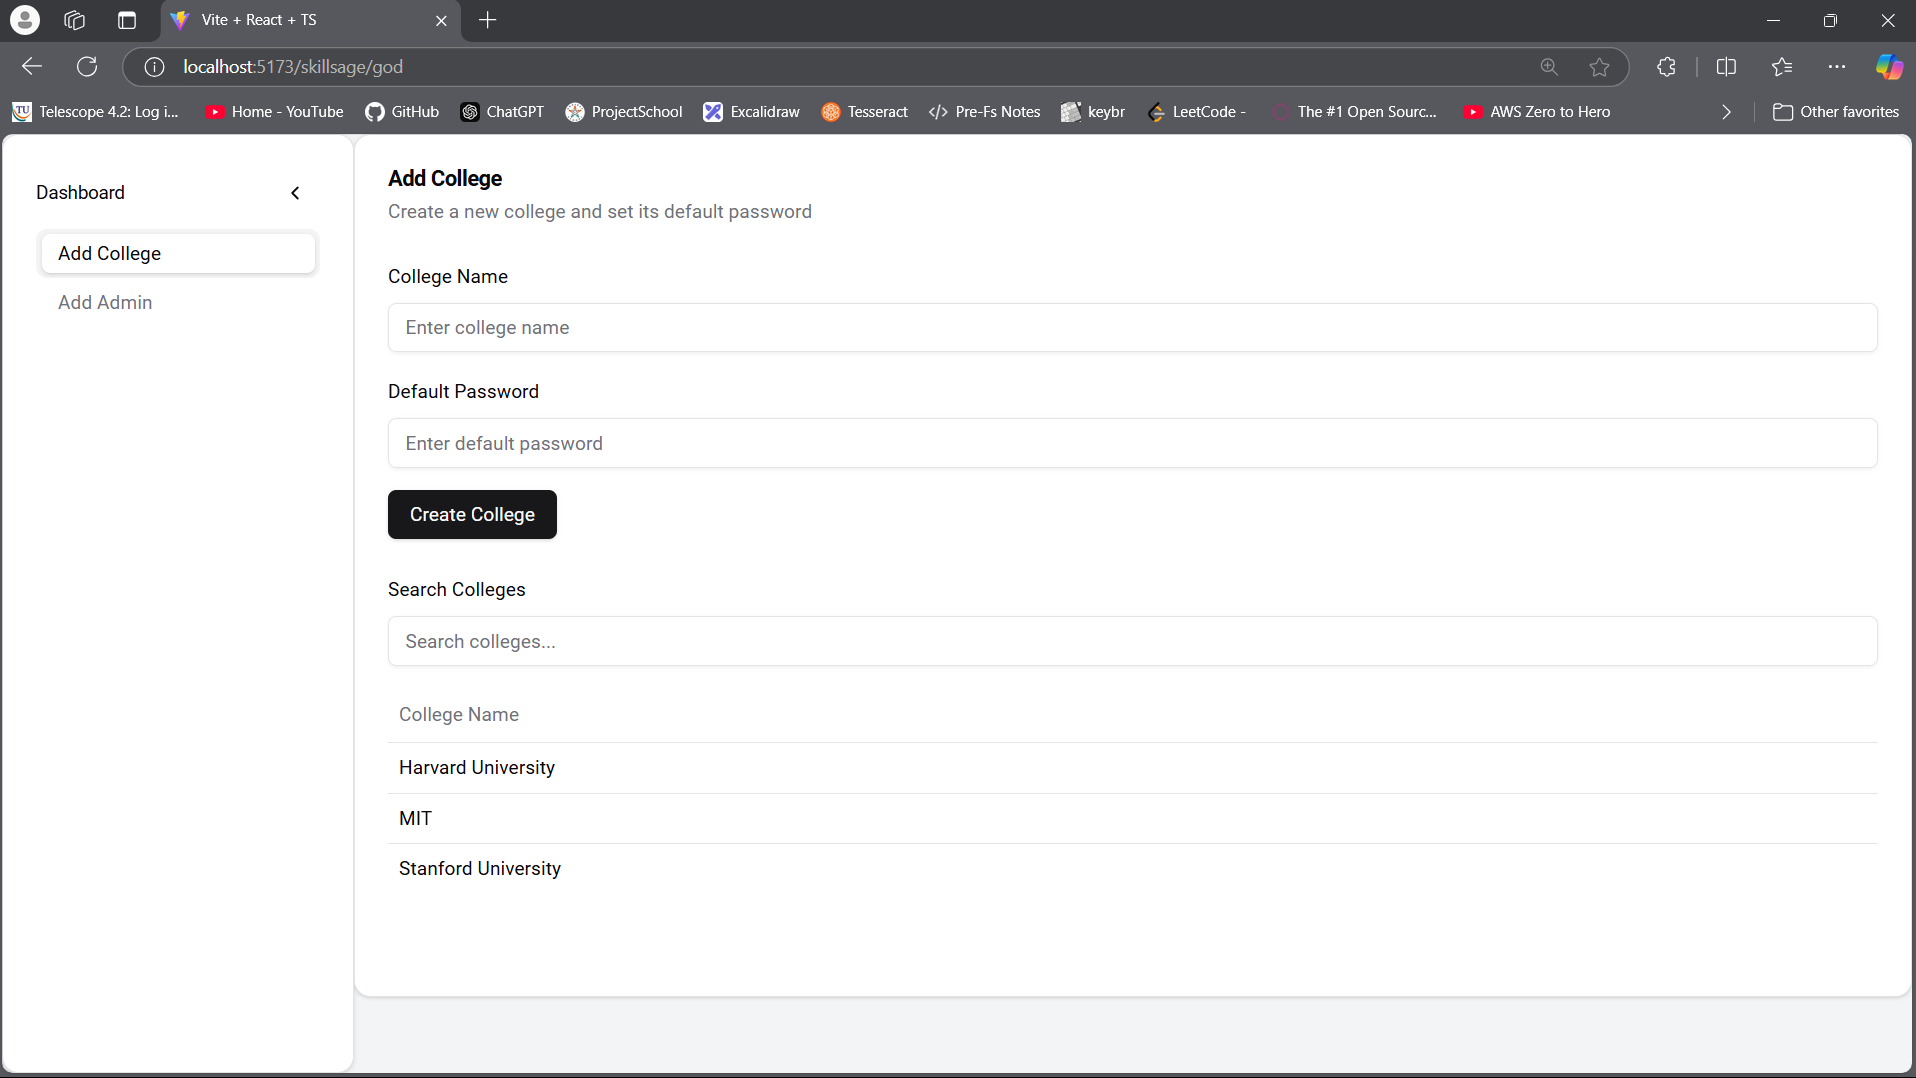 Vite + React + TS
localhost:5173/skillsage/god
Telescope 4.2: Log i... Home - YouTube GitHub ChatGPT ProjectSchool Excalidraw Tesseract Pre-Fs Notes keybr LeetCode - The #1 Open Sourc... AWS Zero to Hero Other favorites
Dashboard
Add College
Add Admin
Add College
Create a new college and set its default password
College Name
Enter college name
Default Password
Enter default password
Create College
Search Colleges
Search colleges...
College Name
Harvard University
MIT
Stanford University